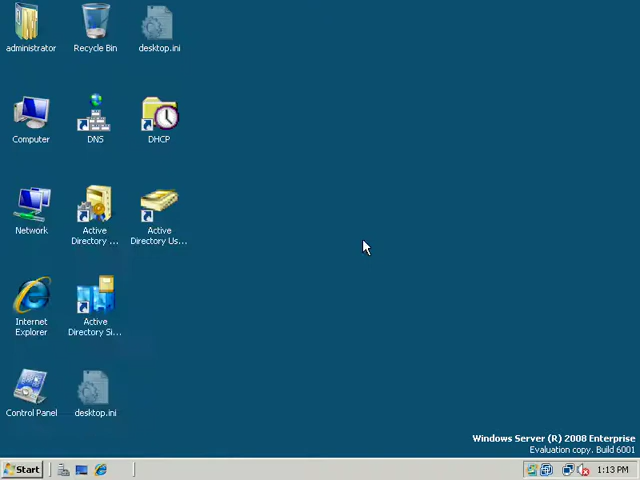 administrator
Recycle Bin
desktop.ini
Computer
DNS
DHCP
Network
Active
Directory ...
Active
Directory Us...
Internet
Explorer
Active
Directory Si...
Control Panel
desktop.ini
Windows Server (R) 2008 Enterprise
Evaluation copy. Build 6001
Start
1:13 PM